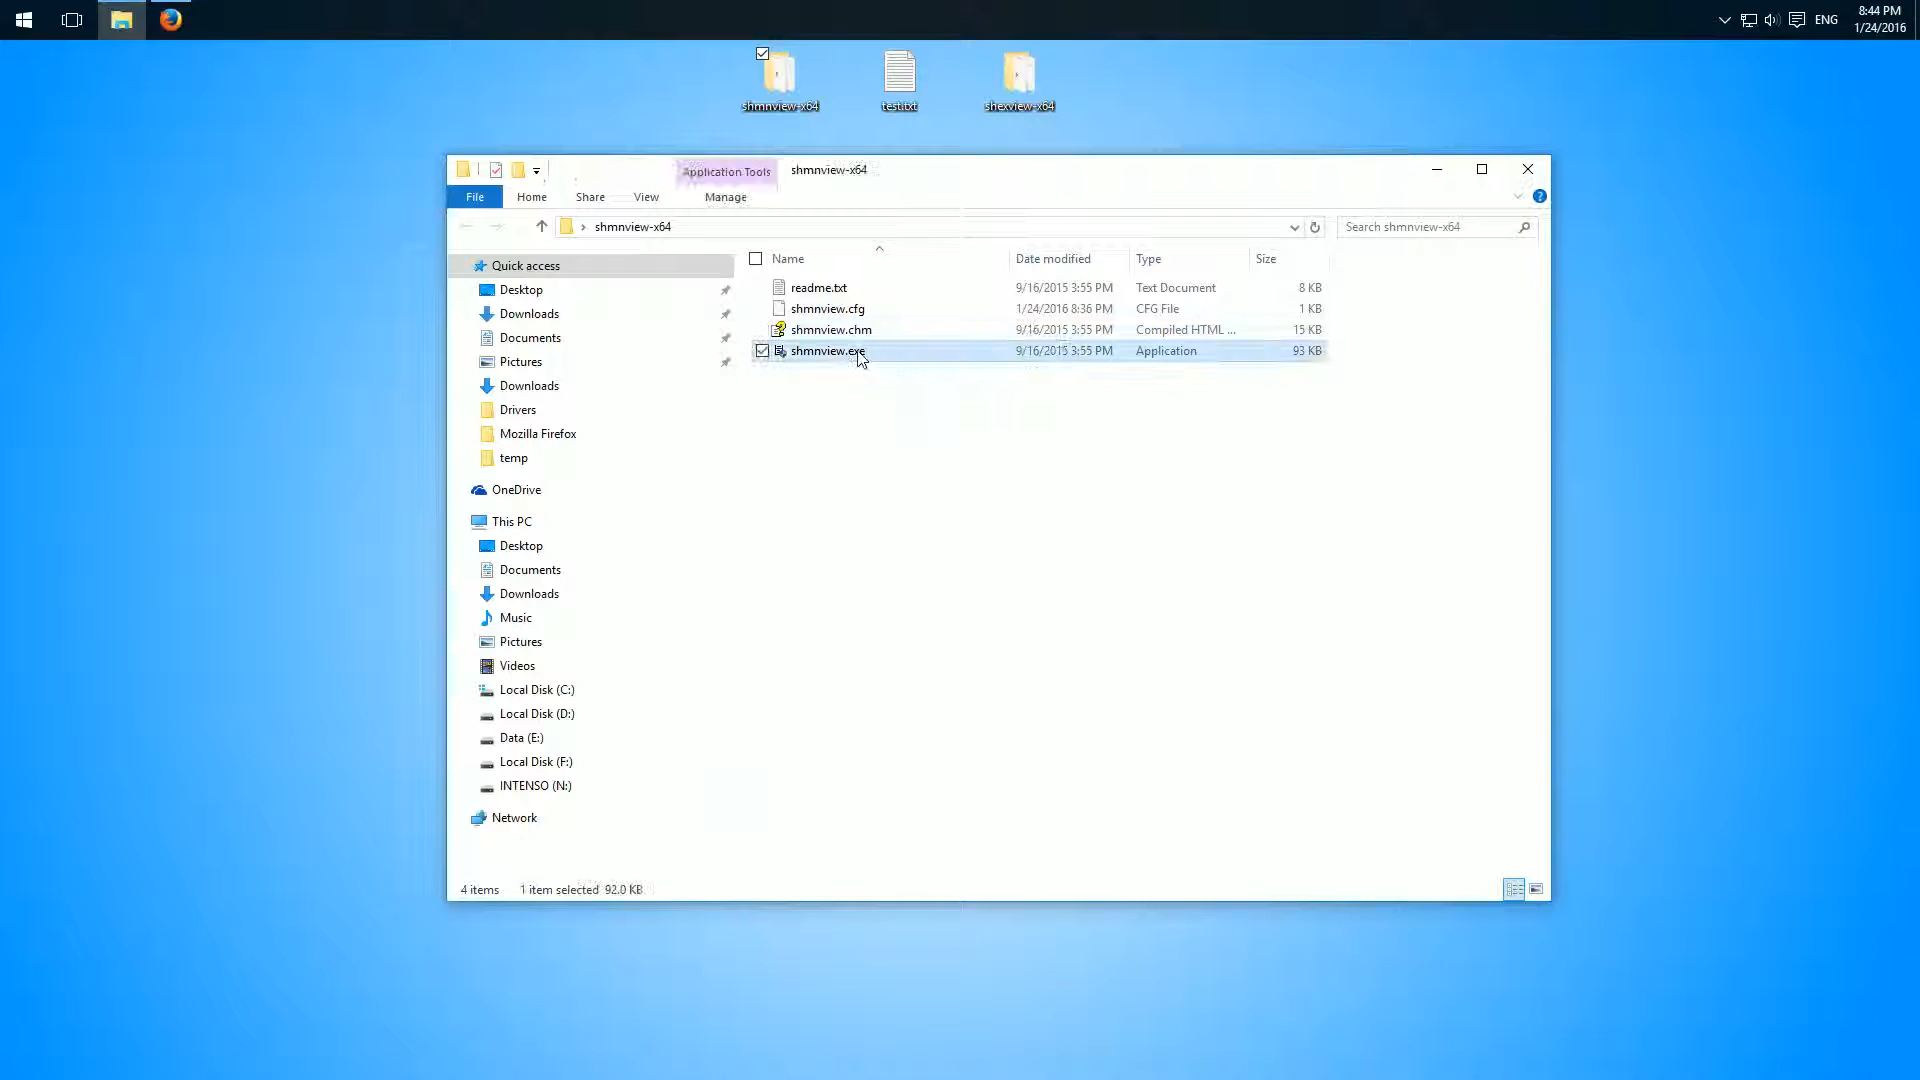 8:44 PM
ENG
1/24/2016
shmnview-x64
test.txt
shexview-x64
Application Tools
shmnview-x64
File
Home
Share
View
Manage
shmnview-x64
Search shmnview-x64
Quick access
Desktop
Downloads
Documents
Pictures
Downloads
Drivers
Mozilla Firefox
temp
OneDrive
This PC
Desktop
Documents
Downloads
Music
Pictures
Videos
Local Disk (C:)
Local Disk (D:)
Data (E:)
Local Disk (F:)
INTENSO (N:)
Network
Name Date modified Type Size
readme.txt 9/16/2015 3:55 PM Text Document 8 KB
shmnview.cfg 1/24/2016 8:36 PM CFG File 1 KB
shmnview.chm 9/16/2015 3:55 PM Compiled HTML ... 15 KB
shmnview.exe 9/16/2015 3:55 PM Application 93 KB
4 items 1 item selected 92.0 KB